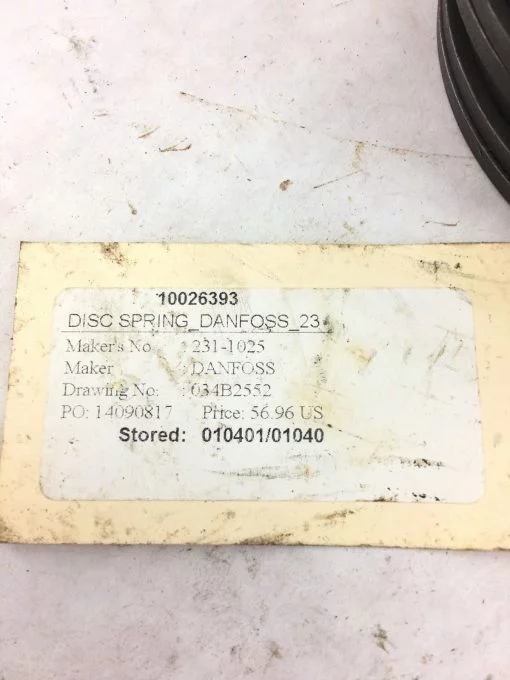 10026393
DISC SPRING_DANFOSS_23
Maker's No : 231-1025
Maker : DANFOSS
Drawing No: : 034B2552
PO: 14090817 Price: 56.96 US
Stored: 010401/01040